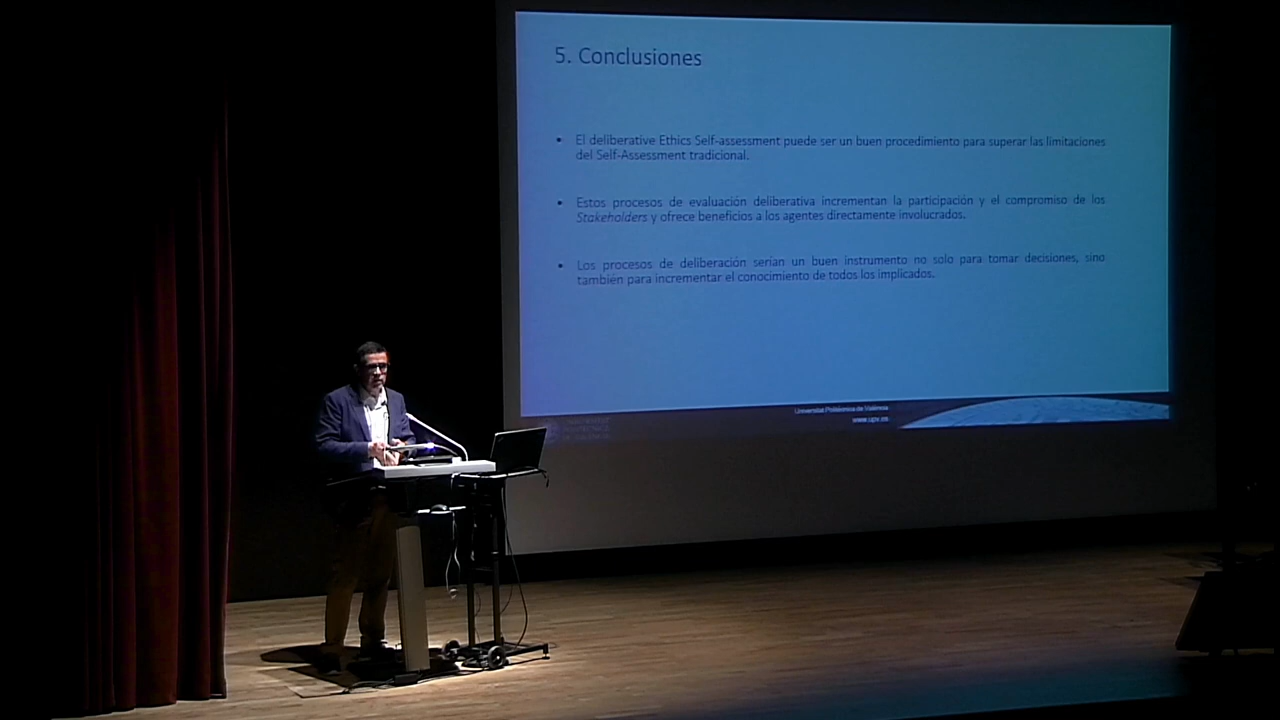 5. Conclusiones
• El deliberative Ethics Self-assessment puede ser un buen procedimiento para superar las limitaciones
del Self-Assessment tradicional.
• Estos procesos de evaluación deliberativa incrementan la participación y el compromiso de los
Stakeholders y ofrece beneficios a los agentes directamente involucrados.
• Los procesos de deliberación serían un buen instrumento no solo para tomar decisiones, sino
también para incrementar el conocimiento de todos los implicados.
Universitat Politècnica de València
www.upv.es